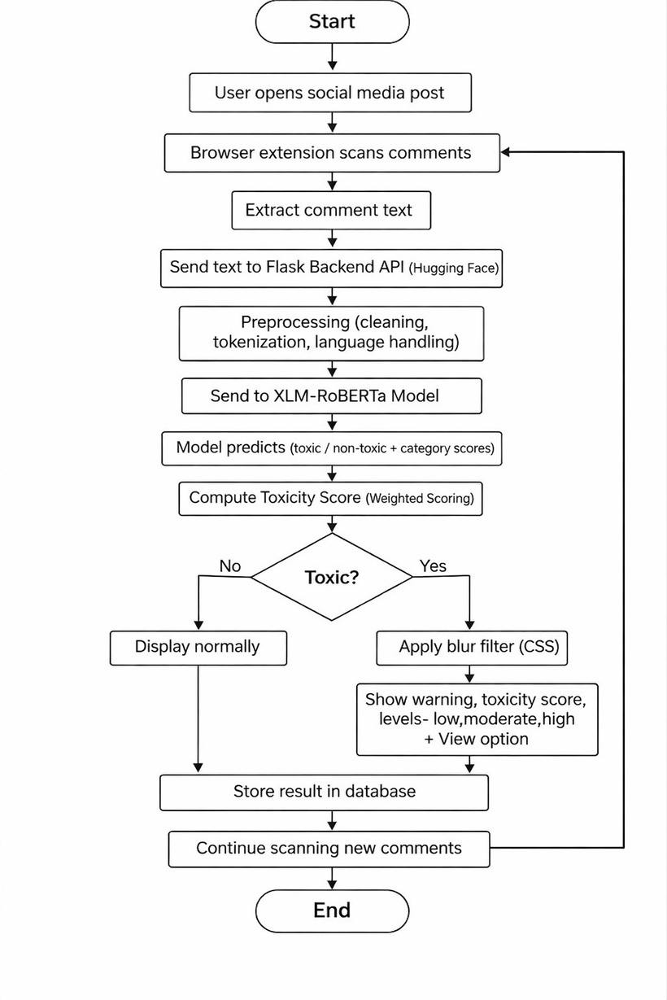 Start
User opens social media post
Browser extension scans comments
Extract comment text
Send text to Flask Backend API (Hugging Face)
Preprocessing (cleaning,
tokenization, language handling)
Send to XLM-RoBERTa Model
Model predicts (toxic / non-toxic + category scores)
Compute Toxicity Score (Weighted Scoring)
No
Toxic?
Yes
Display normally
Apply blur filter (CSS)
Show warning, toxicity score,
levels- low,moderate,high
+ View option
Store result in database
Continue scanning new comments
End